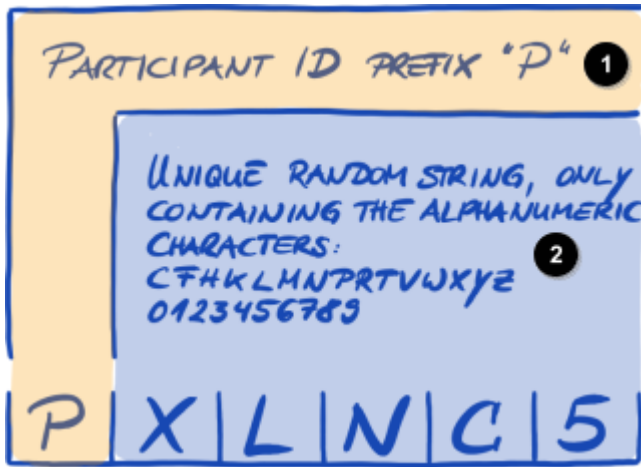 PARTICIPANT ID PREFIX "P" 1
UNIQUE RANDOM STRING, ONLY
CONTAINING THE ALPHANUMERIC
CHARACTERS:
CFHKLMNPRTVWXYZ 2
0123456789
P X L N C 5